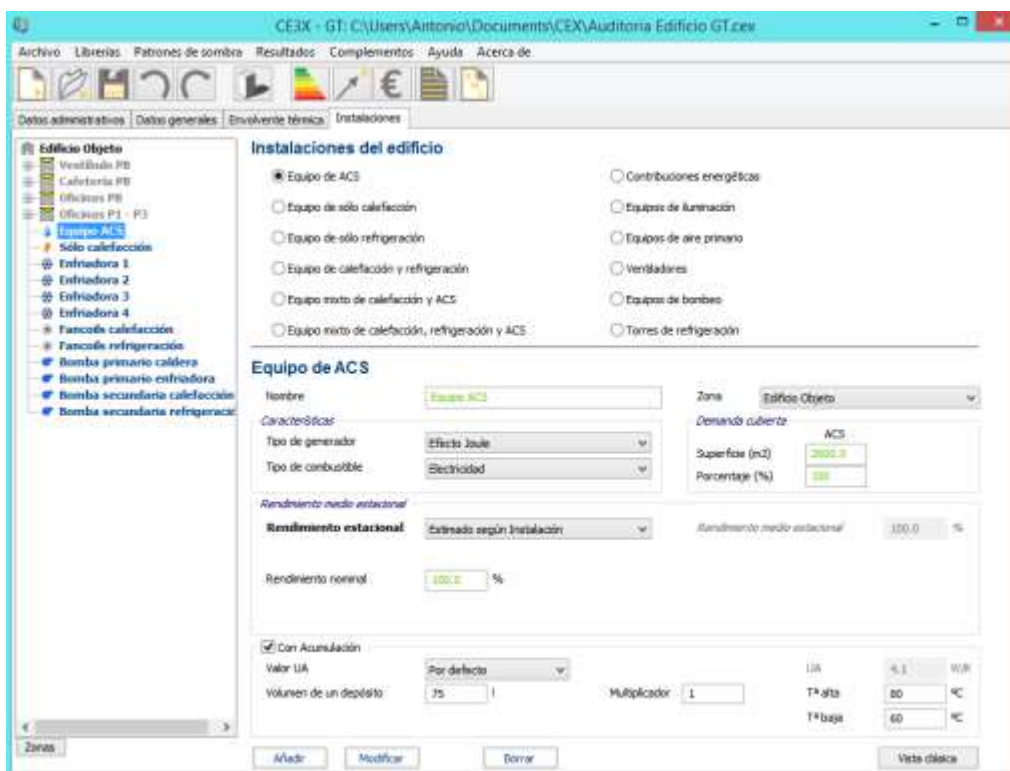 CE3X - GT: C:\Users\Antonio\Documents\CEX\Auditoria Edificio GT.cex
Archivo Librerías Patrones de sombra Resultados Complementos Ayuda Acerca de
Datos administrativos Datos generales Envolvente térmica Instalaciones
Edificio Objeto
Vestíbulo PB
Cafetería PB
Oficinas PB
Oficinas P1 - P3
Equipo ACS
Sólo calefacción
Enfriadora 1
Enfriadora 2
Enfriadora 3
Enfriadora 4
Fancoils calefacción
Fancoils refrigeración
Bomba primario caldera
Bomba primario enfriadora
Bomba secundaria calefacción
Bomba secundaria refrigeració
Zonas
Instalaciones del edificio
Equipo de ACS
Equipo de sólo calefacción
Equipo de sólo refrigeración
Equipo de calefacción y refrigeración
Equipo mixto de calefacción y ACS
Equipo mixto de calefacción, refrigeración y ACS
Contribuciones energéticas
Equipos de iluminación
Equipos de aire primario
Ventiladores
Equipos de bombeo
Torres de refrigeración
Equipo de ACS
Nombre Equipo ACS Zona Edificio Objeto
Características
Tipo de generador Efecto Joule
Tipo de combustible Electricidad
Demanda cubierta
ACS
Superficie (m2)
Porcentaje (%) 100
Rendimiento medio estacional
Rendimiento estacional Estimado según Instalación Rendimiento medio estacional 100.0 %
Rendimiento nominal 100.0 %
Con Acumulación
Valor UA Por defecto UA 4.1 W/K
Volumen de un depósito 75 l Multiplicador 1 Tª alta 80 ºC
Tª baja 60 ºC
Añadir Modificar Borrar Vista clásica